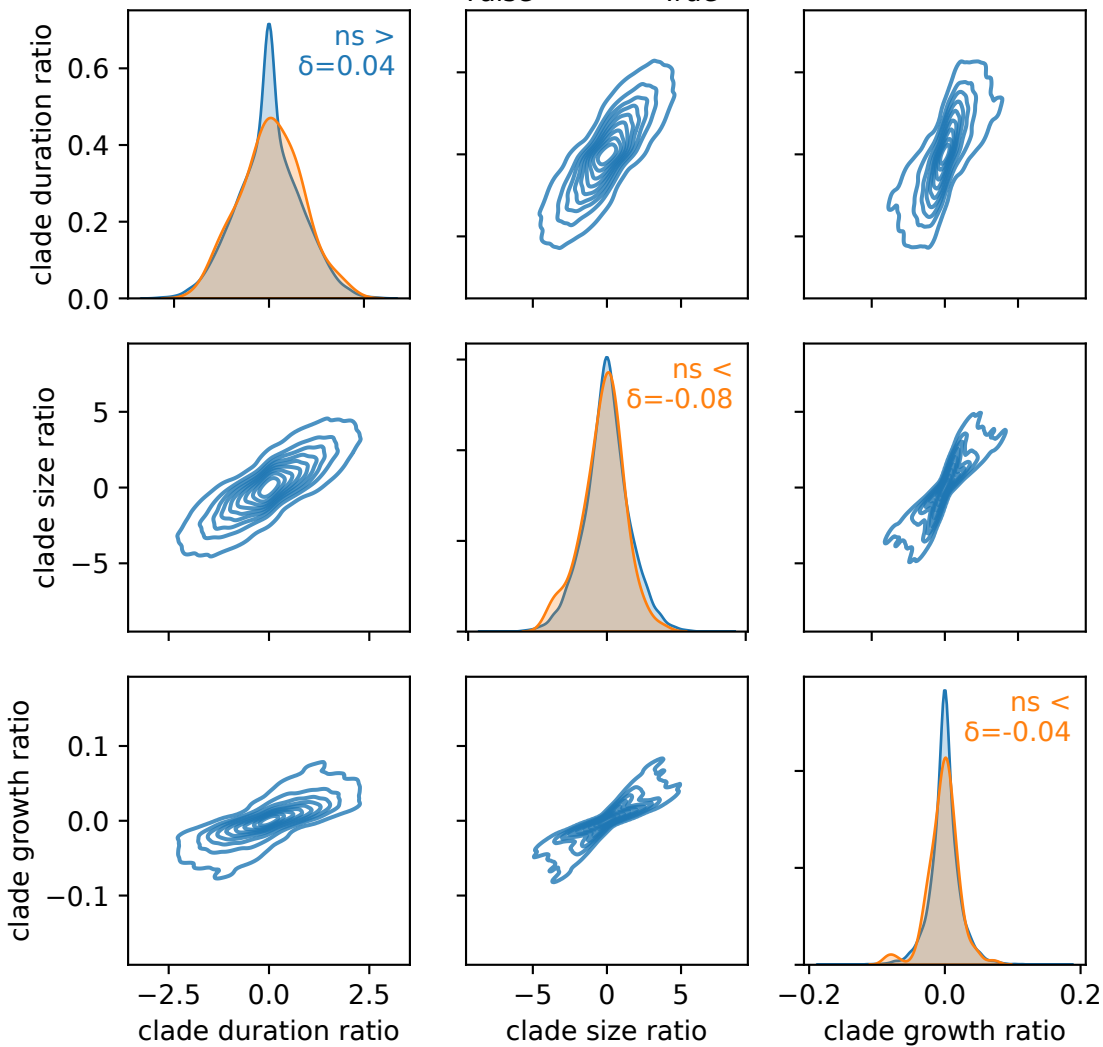 clade duration ratio
0.6
0.4
0.2
0.0
ns >
δ=0.04
clade size ratio
5
0
−5
ns <
δ=-0.08
clade growth ratio
0.1
0.0
−0.1
ns <
δ=-0.04
−2.5 0.0 2.5
−5 0 5
−0.2 0.0 0.2
clade duration ratio
clade size ratio
clade growth ratio